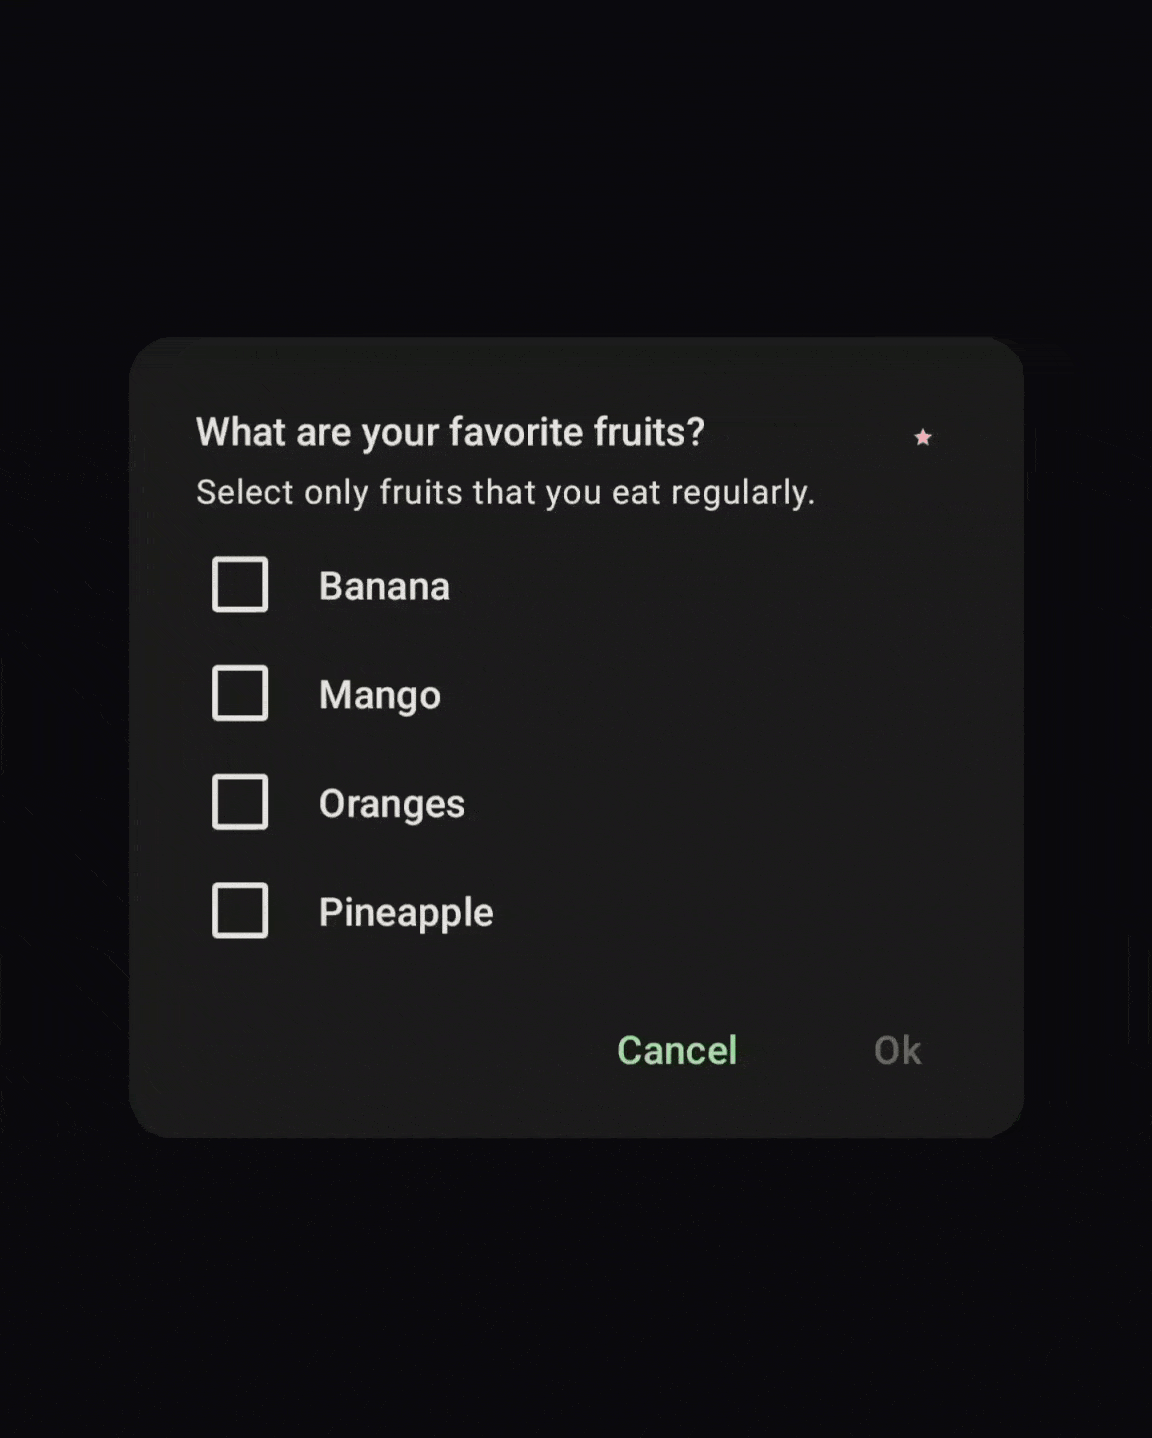 What are your favorite fruits?
Select only fruits that you eat regularly.
Banana
Mango
Oranges
Pineapple
Cancel Ok